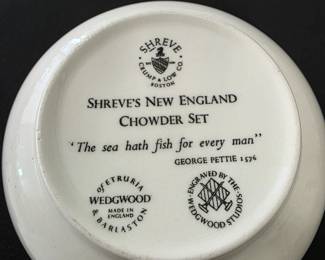 SHREVE
CRUMP & LOW CO.
BOSTON
SHREVE'S NEW ENGLAND
CHOWDER SET
'The sea hath fish for every man"
GEORGE PETTIE 1576
OF ETRURIA
WEDGWOOD
MADE IN
ENGLAND
& BARLASTON
ENGRAVED BY THE
WEDGWOOD STUDIOS